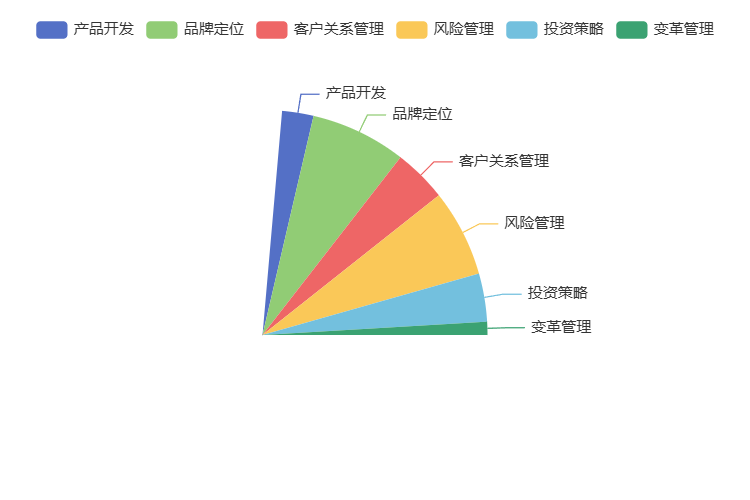 产品开发 品牌定位 客户关系管理 风险管理 投资策略 变革管理
产品开发
品牌定位
客户关系管理
风险管理
投资策略
变革管理